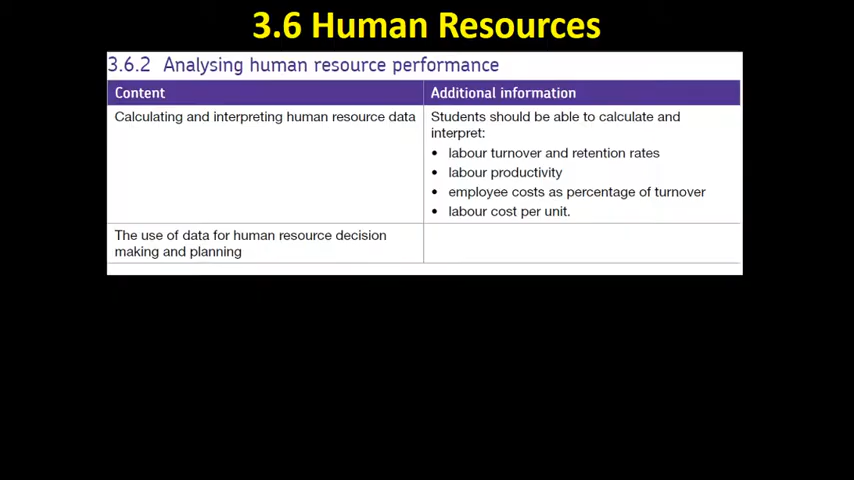 3.6 Human Resources
3.6.2 Analysing human resource performance
Content
Additional information
Calculating and interpreting human resource data
Students should be able to calculate and
interpret:
• labour turnover and retention rates
• labour productivity
• employee costs as percentage of turnover
• labour cost per unit.
The use of data for human resource decision
making and planning